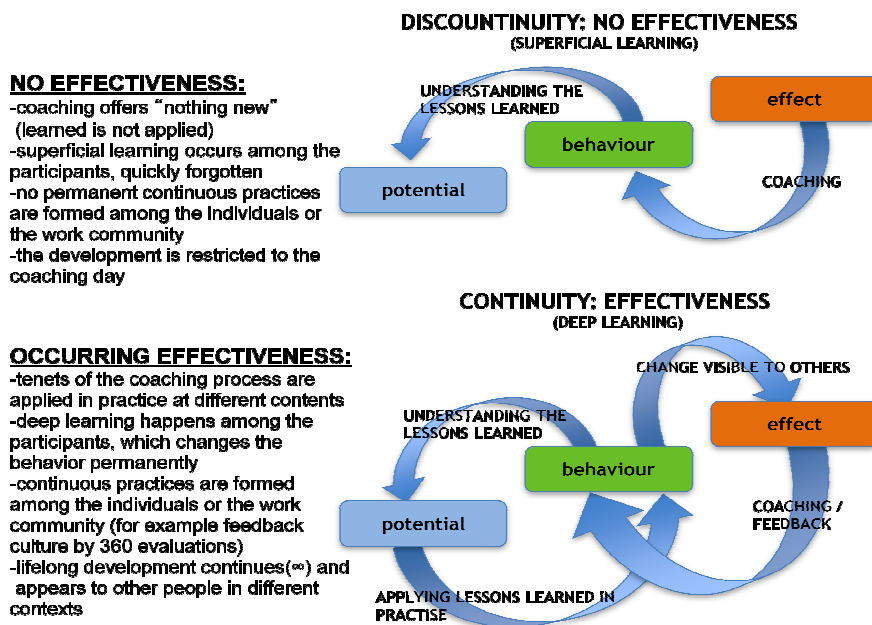 DISCOUNTINUITY: NO EFFECTIVENESS
(SUPERFICIAL LEARNING)
NO EFFECTIVENESS:
-coaching offers “nothing new”
(learned is not applied)
-superficial learning occurs among the
participants, quickly forgotten
-no permanent continuous practices
are formed among the individuals or
the work community
-the development is restricted to the
coaching day
UNDERSTANDING THE
LESSONS LEARNED
effect
behaviour
potential
COACHING
CONTINUITY: EFFECTIVENESS
(DEEP LEARNING)
OCCURRING EFFECTIVENESS:
-tenets of the coaching process are
applied in practice at different contents
-deep learning happens among the
participants, which changes the
behavior permanently
-continuous practices are formed
among the individuals or the work
community (for example feedback
culture by 360 evaluations)
-lifelong development continues(∞) and
appears to other people in different
contexts
CHANGE VISIBLE TO OTHERS
UNDERSTANDING THE
LESSONS LEARNED
effect
behaviour
potential
COACHING /
FEEDBACK
APPLYING LESSONS LEARNED IN
PRACTISE